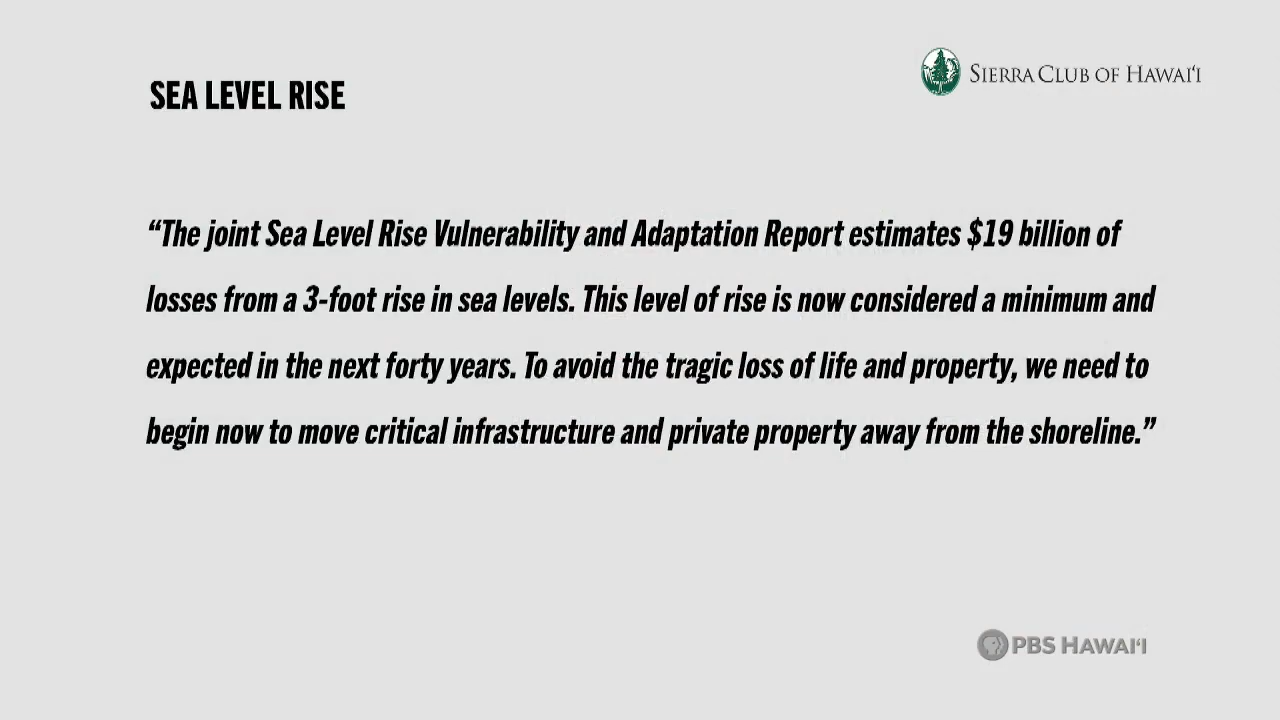 SIERRA CLUB OF HAWAI‘I
SEA LEVEL RISE
“The joint Sea Level Rise Vulnerability and Adaptation Report estimates $19 billion of
losses from a 3-foot rise in sea levels. This level of rise is now considered a minimum and
expected in the next forty years. To avoid the tragic loss of life and property, we need to
begin now to move critical infrastructure and private property away from the shoreline.”
PBS HAWAI‘I